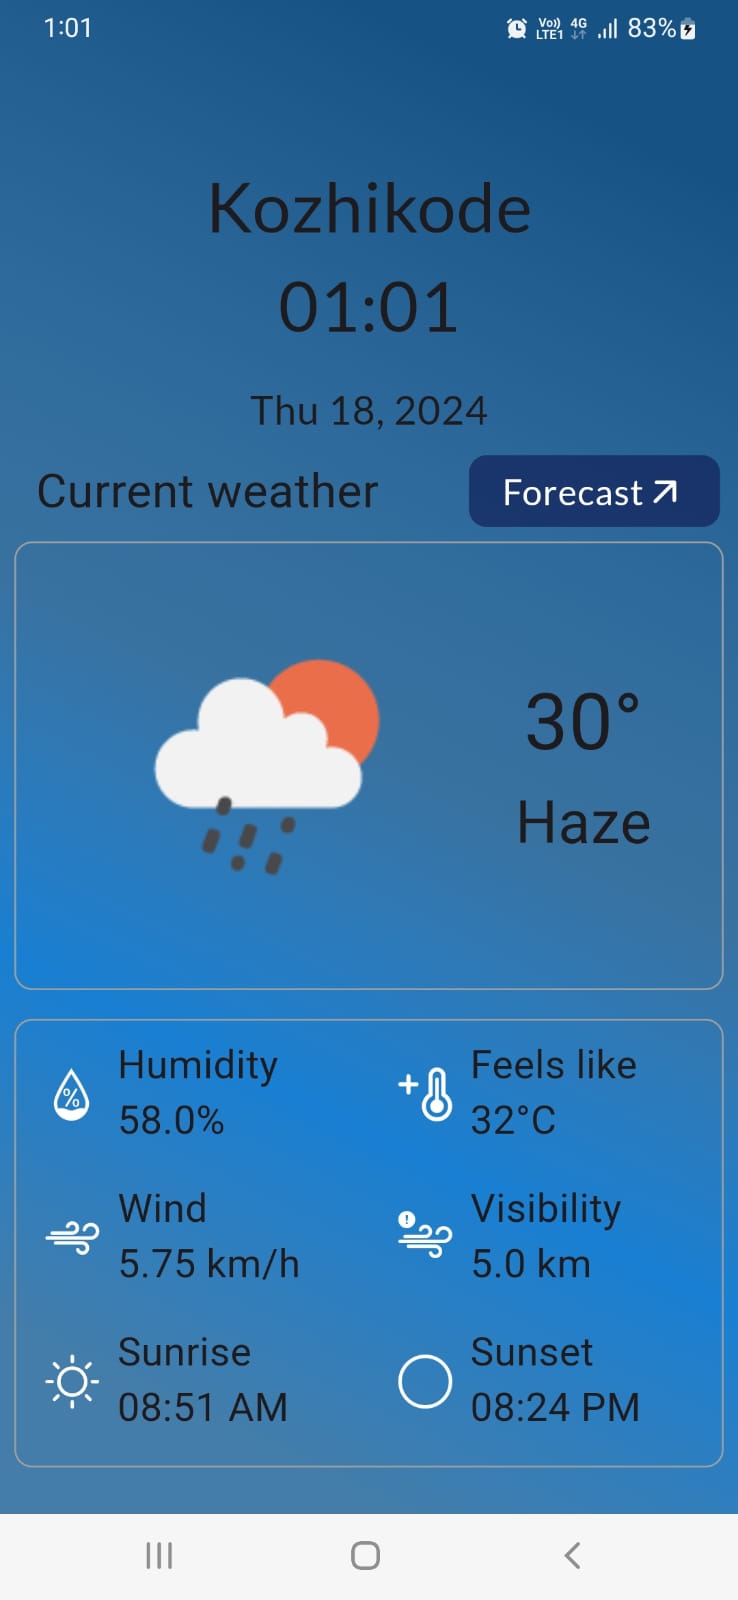 1:01
Vo)) 4G 83%
LTE1
Kozhikode
01:01
Thu 18, 2024
Current weather
Forecast
30°
Haze
Humidity
58.0%
Feels like
32°C
Wind
5.75 km/h
Visibility
5.0 km
Sunrise
08:51 AM
Sunset
08:24 PM